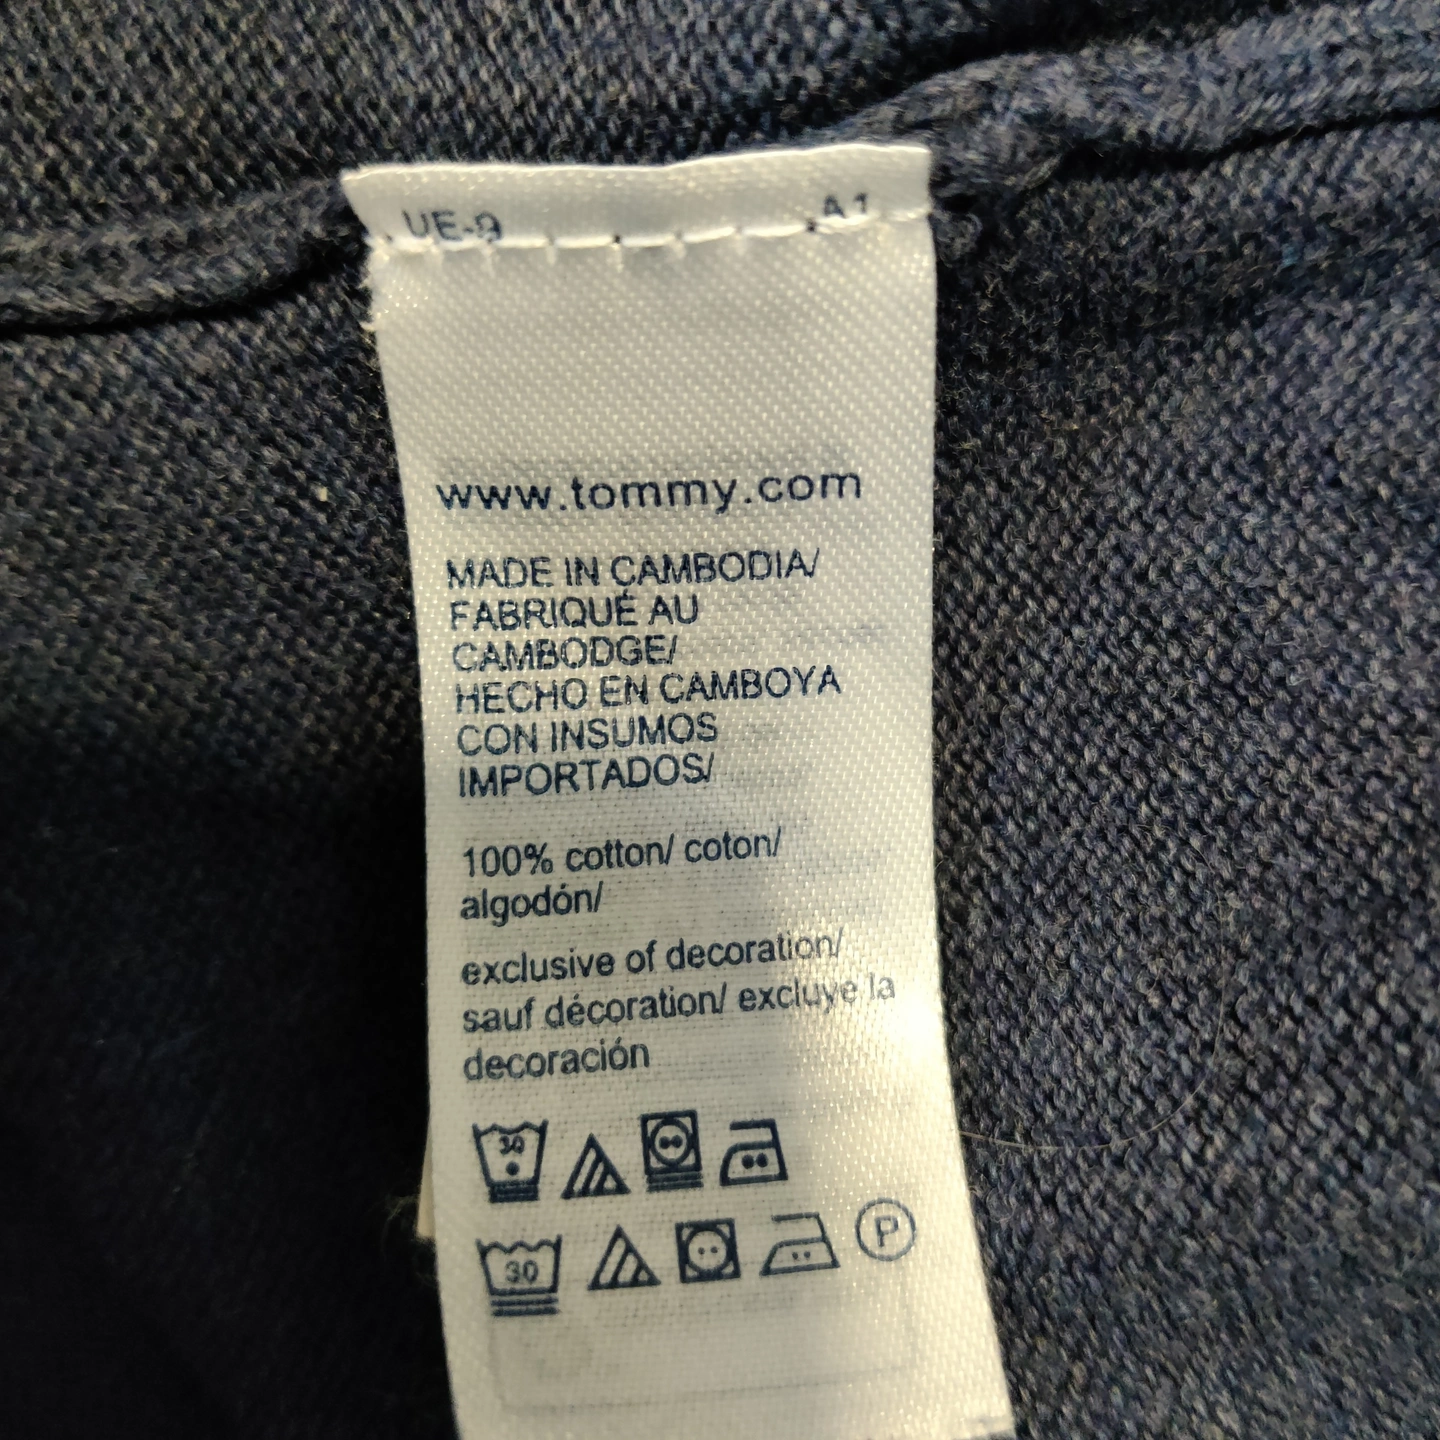 UE-9 A1
www.tommy.com
MADE IN CAMBODIA/
FABRIQUÉ AU
CAMBODGE/
HECHO EN CAMBOYA
CON INSUMOS
IMPORTADOS/
100% cotton/ coton/
algodón/
exclusive of decoration/
sauf décoration/ excluye la
decoración
30
30 P